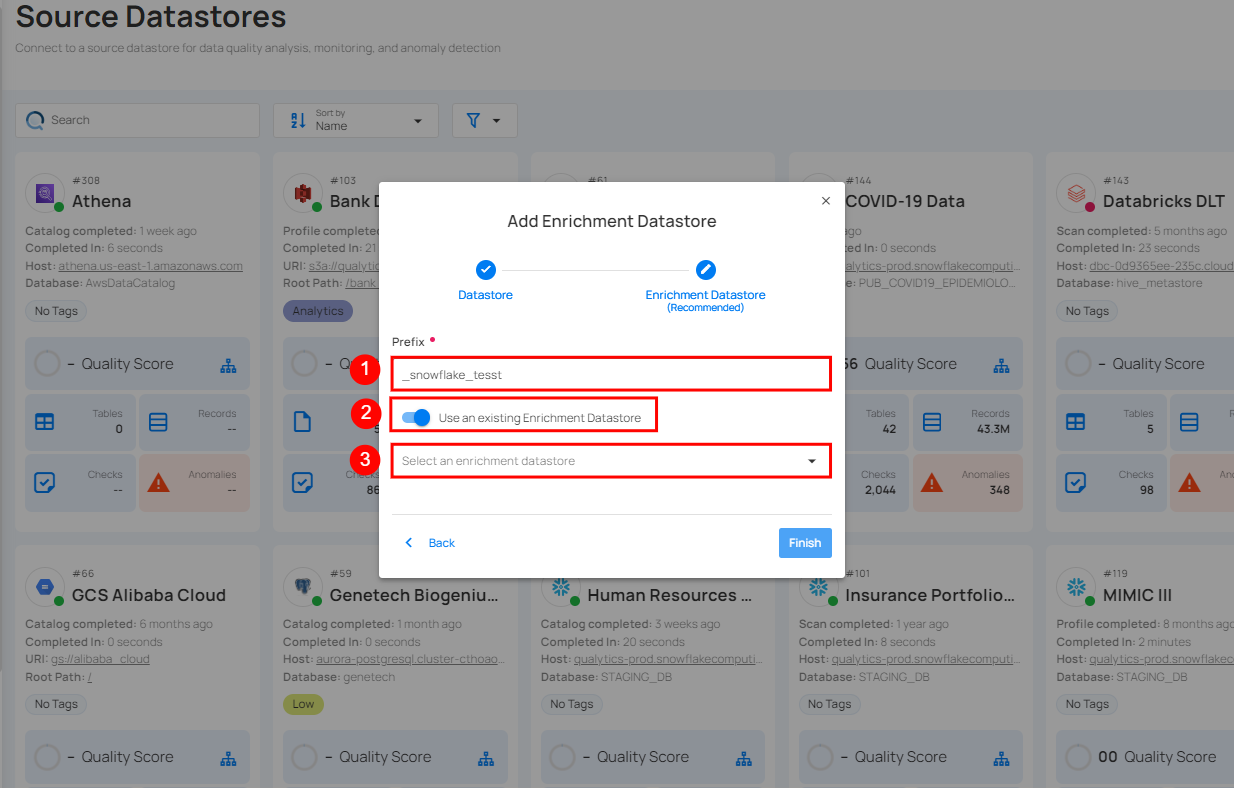 Source Datastores
Connect to a source datastore for data quality analysis, monitoring, and anomaly detection
Search
Sort by
Name
#308
Athena
Catalog completed: 1 week ago
Completed In: 6 seconds
Host: athena.us-east-1.amazonaws.com
Database: AwsDataCatalog
No Tags
– Quality Score
Tables
0
Records
--
Checks
--
Anomalies
--
#103
Bank D
Profile complete
Completed In: 21
URI: s3a://qualytic
Root Path: /bank_
Analytics
–
Checks
86
#61
#144
COVID-19 Data
ago
ed In: 0 seconds
alytics-prod.snowflakecomputi...
e: PUB_COVID19_EPIDEMIOLO...
66 Quality Score
Tables
42
Records
43.3M
Checks
2,044
Anomalies
348
#143
Databricks DLT
Scan completed: 5 months ago
Completed In: 23 seconds
Host: dbc-0d9365ee-235c.cloud
Database: hive_metastore
No Tags
– Quality Score
Tables
5
Checks
98
Add Enrichment Datastore
Datastore
Enrichment Datastore
(Recommended)
Prefix
1
_snowflake_tesst
2
Use an existing Enrichment Datastore
3
Select an enrichment datastore
Back
Finish
#66
GCS Alibaba Cloud
Catalog completed: 6 months ago
Completed In: 0 seconds
URI: gs://alibaba_cloud
Root Path: /
No Tags
– Quality Score
#59
Genetech Biogeniu...
Catalog completed: 1 month ago
Completed In: 0 seconds
Host: aurora-postgresql.cluster-cthoao...
Database: genetech
Low
– Quality Score
Human Resources ...
Catalog completed: 3 weeks ago
Completed In: 20 seconds
Host: qualytics-prod.snowflakecomputi...
Database: STAGING_DB
No Tags
– Quality Score
#101
Insurance Portfolio...
Scan completed: 1 year ago
Completed In: 8 seconds
Host: qualytics-prod.snowflakecomputi...
Database: STAGING_DB
No Tags
– Quality Score
#119
MIMIC III
Profile completed: 8 months ago
Completed In: 2 minutes
Host: qualytics-prod.snowflakecomputi
Database: STAGING_DB
No Tags
00 Quality Score